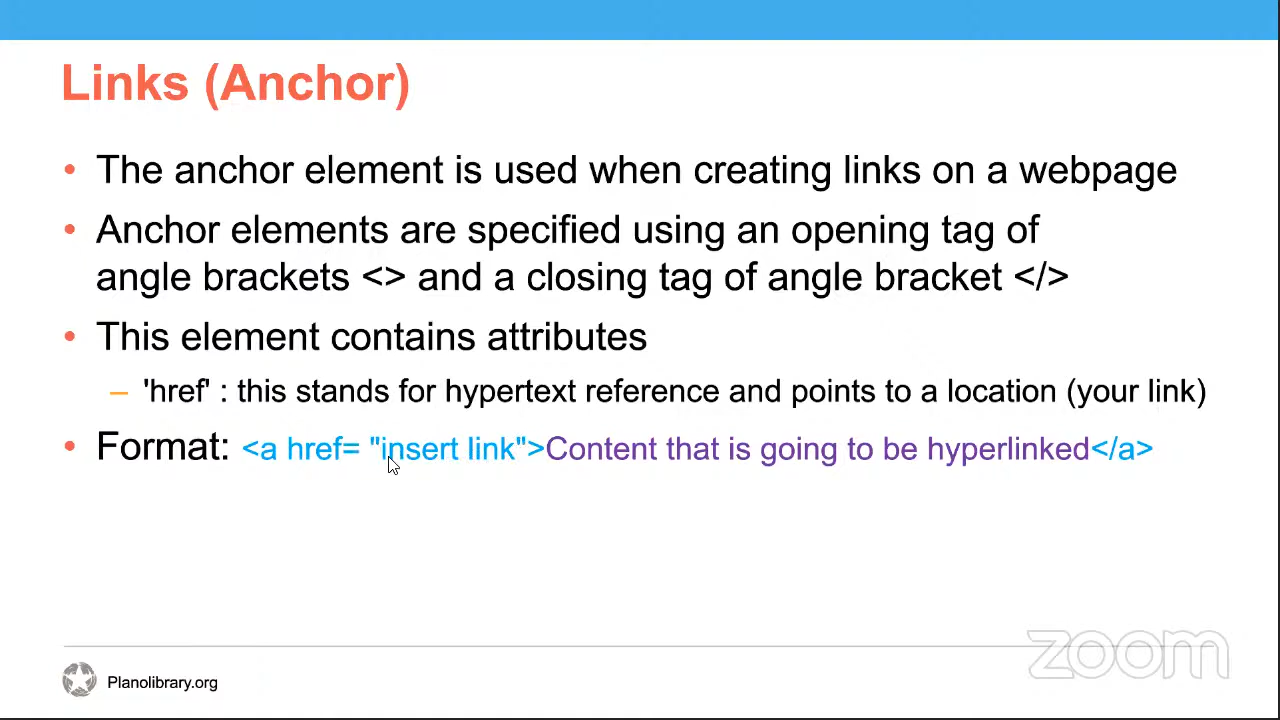 Links (Anchor)
• The anchor element is used when creating links on a webpage
• Anchor elements are specified using an opening tag of
angle brackets <> and a closing tag of angle bracket </>
• This element contains attributes
– 'href' : this stands for hypertext reference and points to a location (your link)
• Format: <a href= "insert link">Content that is going to be hyperlinked</a>
zoom
Planolibrary.org